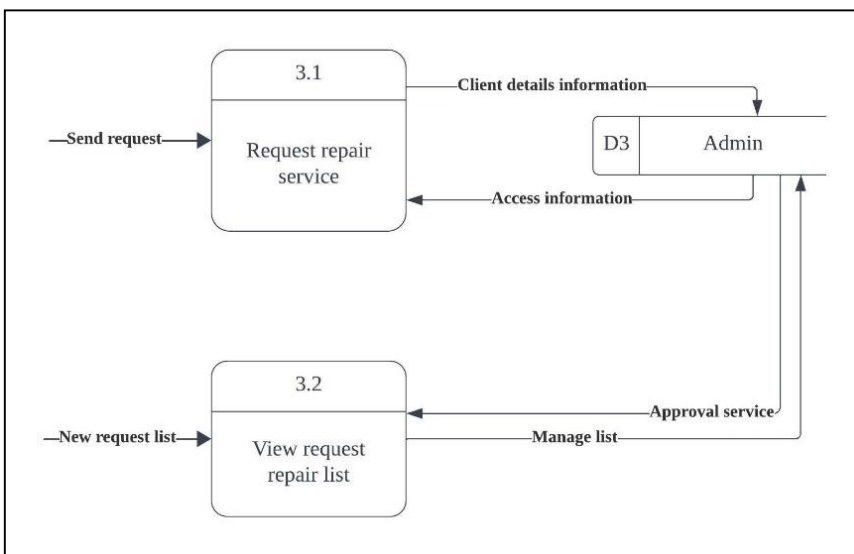 3.1
Client details information
Send request
Request repair
service
D3
Admin
Access information
3.2
Approval service
New request list
Manage list
View request
repair list